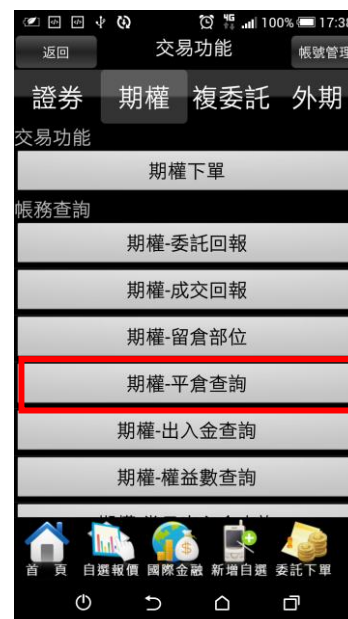 4G 100% 17:38
返回 交易功能 帳號管理
證券 期權 複委託 外期
交易功能
期權下單
帳務查詢
期權-委託回報
期權-成交回報
期權-留倉部位
期權-平倉查詢
期權-出入金查詢
期權-權益數查詢
首 頁 自選報價 國際金融 新增自選 委託下單